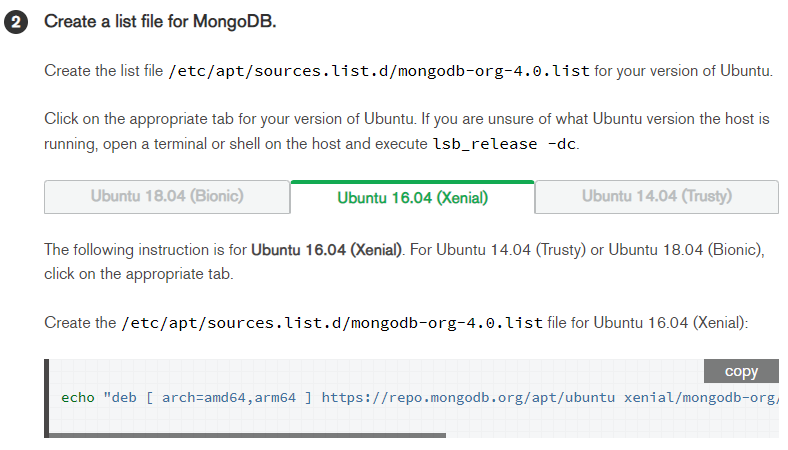 2 Create a list file for MongoDB.
Create the list file /etc/apt/sources.list.d/mongodb-org-4.0.list for your version of Ubuntu.
Click on the appropriate tab for your version of Ubuntu. If you are unsure of what Ubuntu version the host is
running, open a terminal or shell on the host and execute lsb_release -dc.
Ubuntu 18.04 (Bionic) Ubuntu 16.04 (Xenial) Ubuntu 14.04 (Trusty)
The following instruction is for Ubuntu 16.04 (Xenial). For Ubuntu 14.04 (Trusty) or Ubuntu 18.04 (Bionic),
click on the appropriate tab.
Create the /etc/apt/sources.list.d/mongodb-org-4.0.list file for Ubuntu 16.04 (Xenial):
copy
echo "deb [ arch=amd64,arm64 ] https://repo.mongodb.org/apt/ubuntu xenial/mongodb-org/